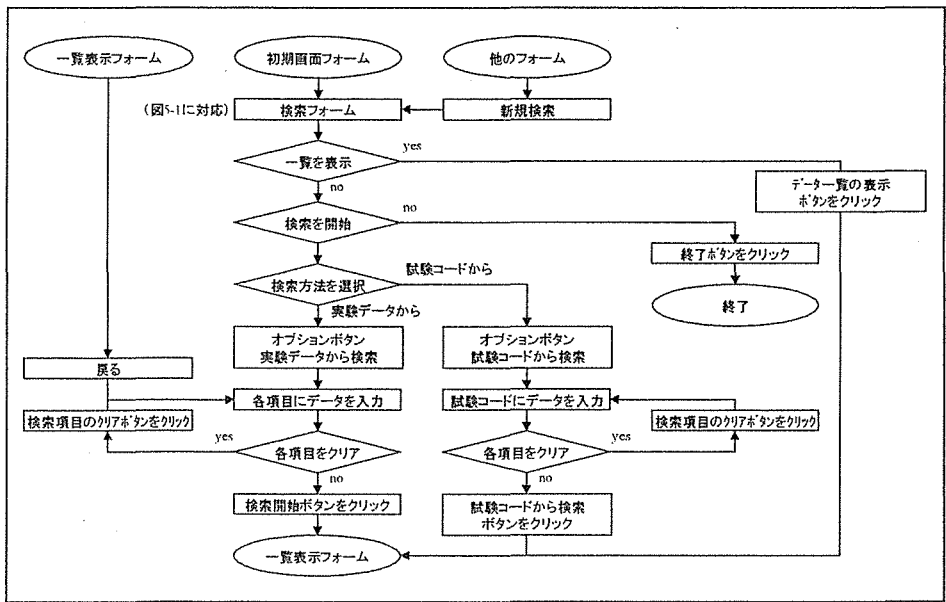 一覧表示フォーム
初期画面フォーム
他のフォーム
(図5-1に対応)
検索フォーム
新規検索
一覧を表示
yes
no
データ一覧の表示
ボタンをクリック
検索を開始
no
終了ボタンをクリック
検索方法を選択
試験コードから
実験データから
終了
オプションボタン
実験データから検索
オプションボタン
試験コードから検索
戻る
各項目にデータを入力
試験コードにデータを入力
検索項目のクリアボタンをクリック
検索項目のクリアボタンをクリック
yes
各項目をクリア
各項目をクリア
yes
no
no
検索開始ボタンをクリック
試験コードから検索
ボタンをクリック
一覧表示フォーム